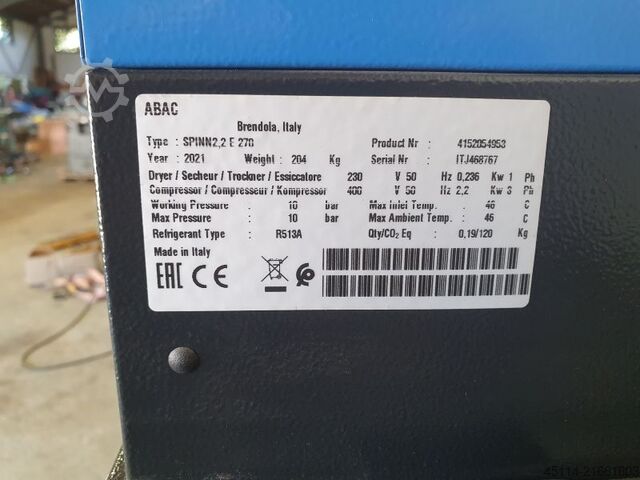 ABAC
Brendola, Italy
Type : SPINN2,2 E 270 Product Nr : 4152054953
Year : 2021 Weight : 204 Kg Serial Nr : ITJ468767
Dryer / Secheur / Trockner / Essiccatore 230 V 50 Hz 0,236 Kw 1 Ph
Compressor / Compresseur / Kompressor 400 V 50 Hz 2,2 Kw 3 Ph
Working Pressure : 10 bar Max Inlet Temp. : 46 C
Max Pressure : 10 bar Max Ambient Temp. : 46 C
Refrigerant Type : R513A Qty/CO2 Eq : 0,19/120 Kg
Made in Italy
EAC CE
45114-21661003